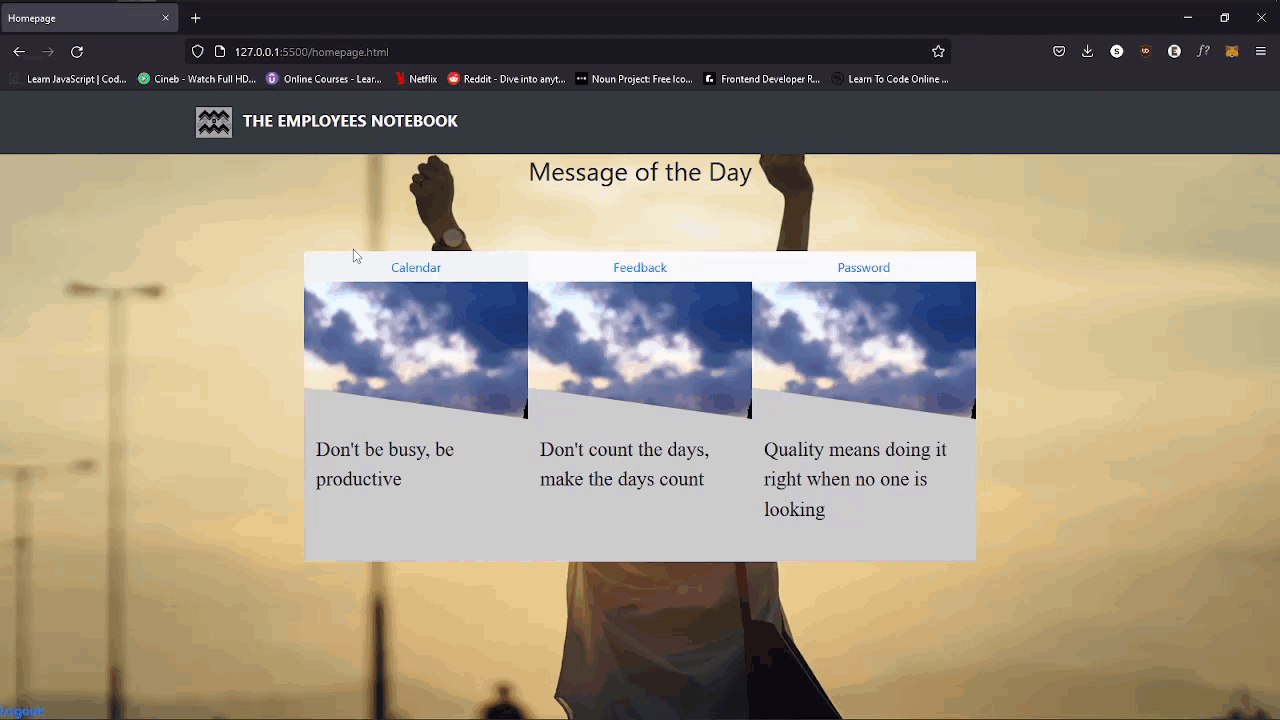 Homepage
127.0.0.1:5500/homepage.html
Learn JavaScript | Cod... Cineb - Watch Full HD... Online Courses - Lear... Netflix Reddit - Dive into anyt... Noun Project: Free Ico... Frontend Developer R... Learn To Code Online ...
THE EMPLOYEES NOTEBOOK
Message of the Day
Calendar Feedback Password
Don't be busy, be
productive
Don't count the days,
make the days count
Quality means doing it
right when no one is
looking
Logout